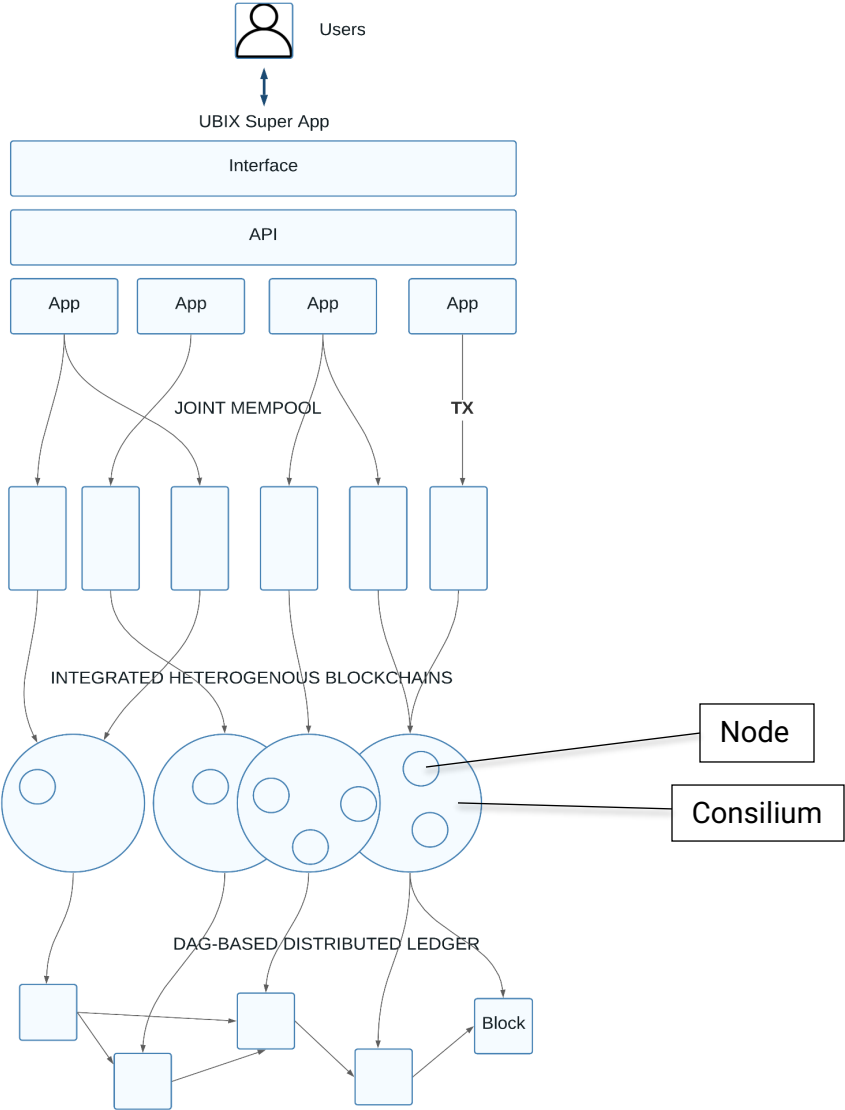 Users
UBIX Super App
Interface
API
App
App
App
App
JOINT MEMPOOL
TX
INTEGRATED HETEROGENOUS BLOCKCHAINS
Node
Consilium
DAG-BASED DISTRIBUTED LEDGER
Block